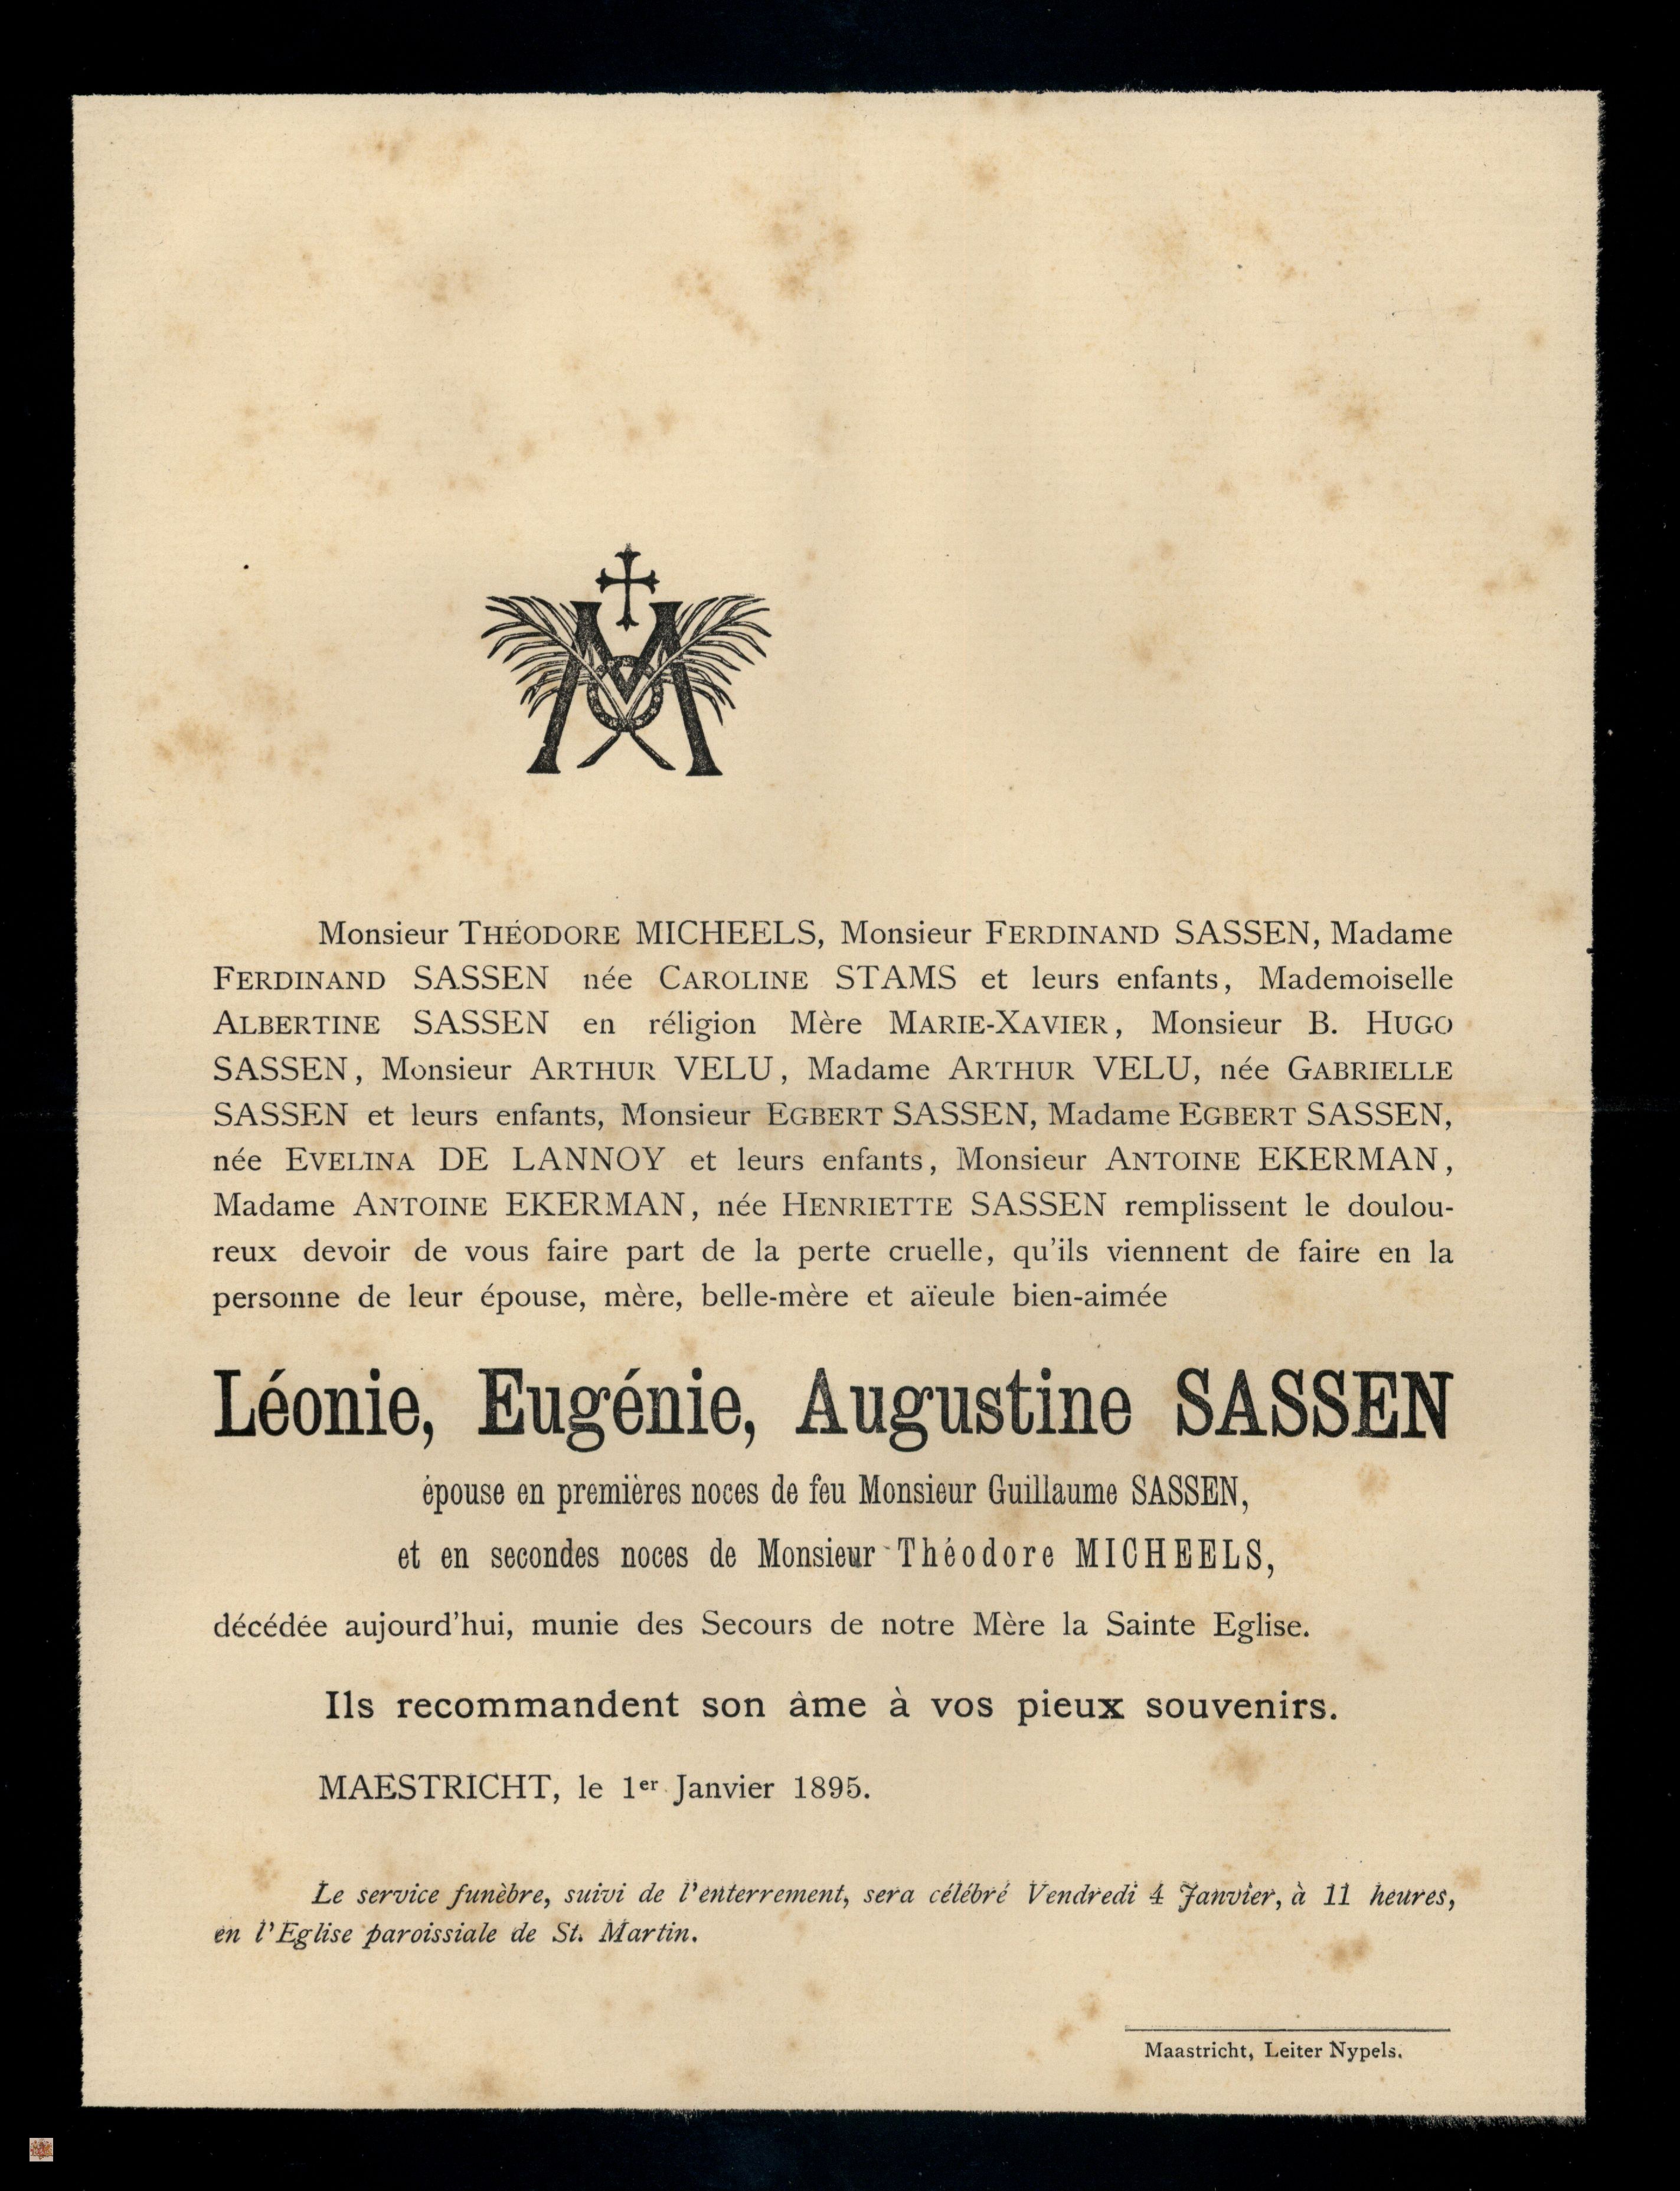 Monsieur THÉODORE MICHEELS, Monsieur FERDINAND SASSEN, Madame
FERDINAND SASSEN née CAROLINE STAMS et leurs enfants, Mademoiselle
ALBERTINE SASSEN en réligion Mère MARIE-XAVIER, Monsieur B. HUGO
SASSEN, Monsieur ARTHUR VELU, Madame ARTHUR VELU, née GABRIELLE
SASSEN et leurs enfants, Monsieur EGBERT SASSEN, Madame EGBERT SASSEN,
née EVELINA DE LANNOY et leurs enfants, Monsieur ANTOINE EKERMAN,
Madame ANTOINE EKERMAN, née HENRIETTE SASSEN remplissent le doulou-
reux devoir de vous faire part de la perte cruelle, qu'ils viennent de faire en la
personne de leur épouse, mère, belle-mère et aïeule bien-aimée
Léonie, Eugénie, Augustine SASSEN
épouse en premières noces de feu Monsieur Guillaume SASSEN,
et en secondes noces de Monsieur Théodore MICHEELS,
décédée aujourd'hui, munie des Secours de notre Mère la Sainte Eglise.
Ils recommandent son âme à vos pieux souvenirs.
MAESTRICHT, le 1er Janvier 1895.
Le service funèbre, suivi de l'enterrement, sera célébré Vendredi 4 Janvier, à 11 heures,
en l'Eglise paroissiale de St. Martin.
Maastricht, Leiter Nypels.